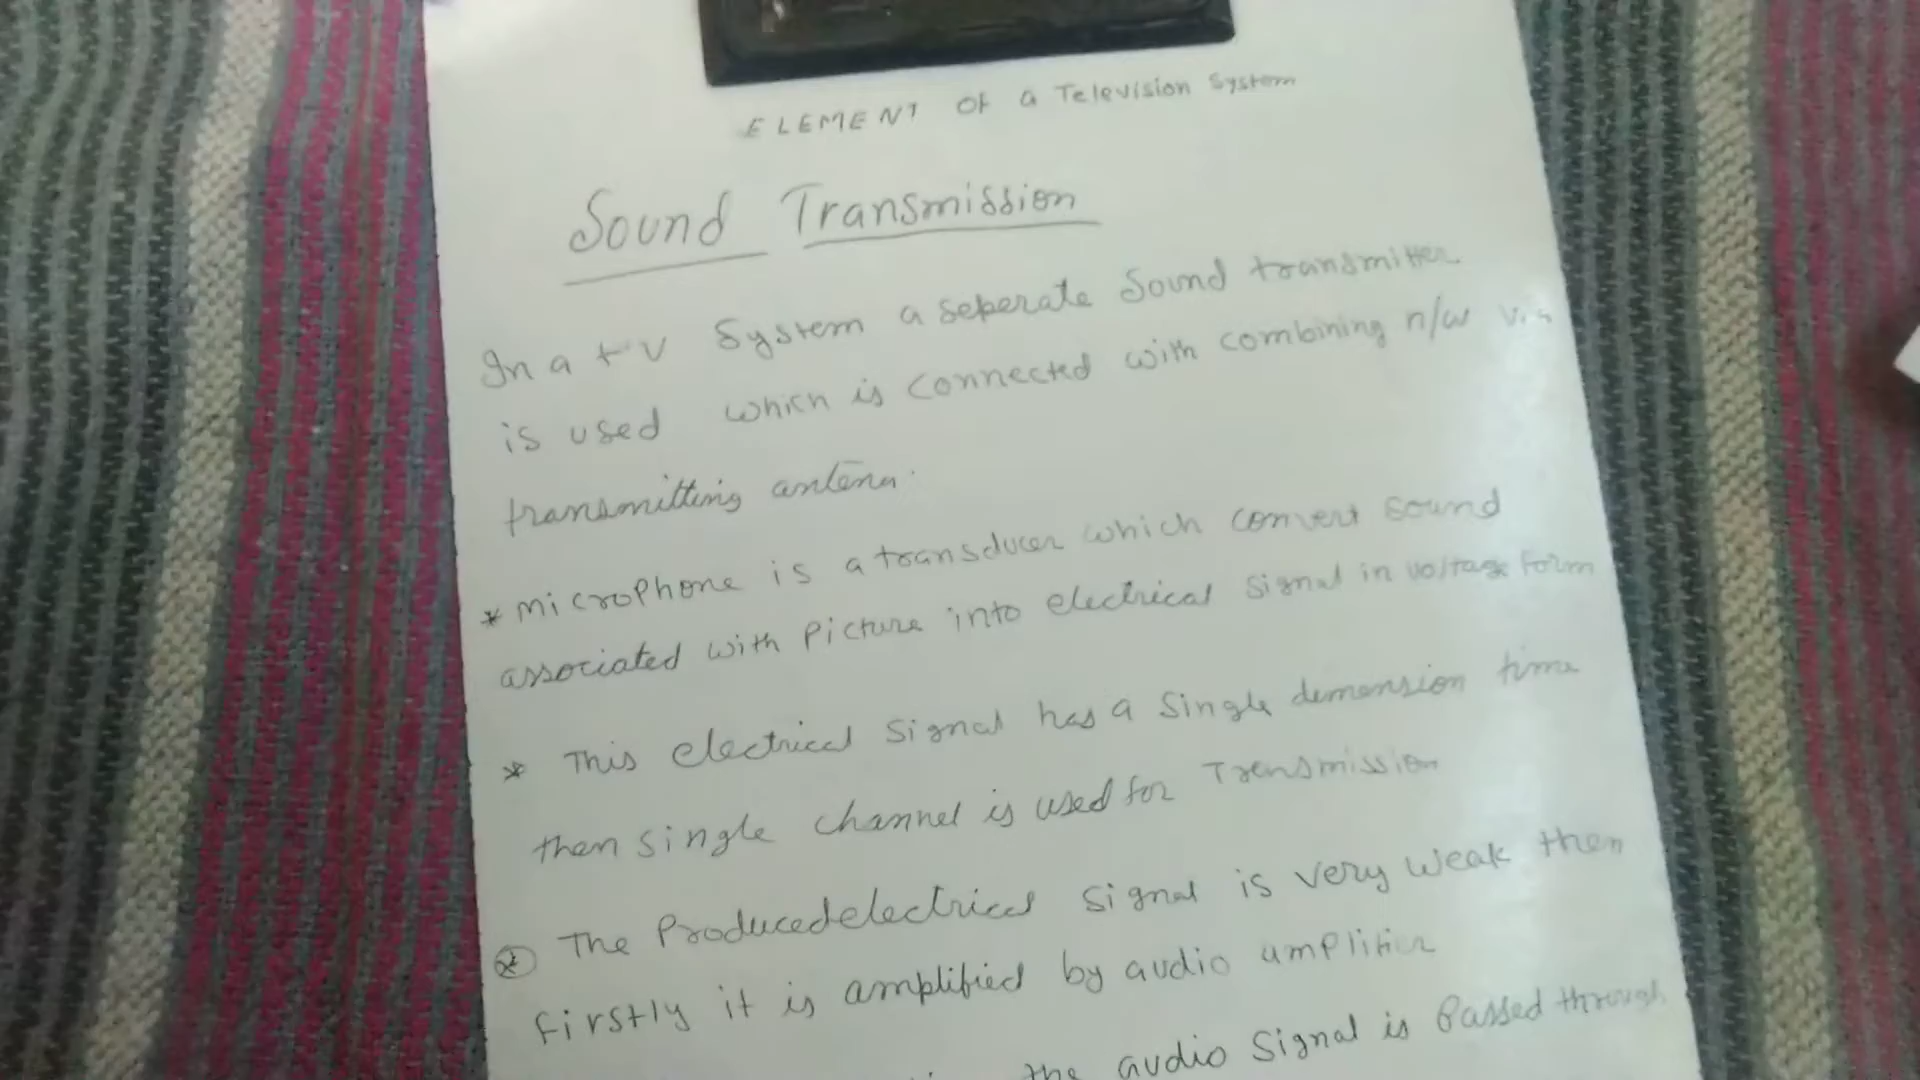 ELEMENT OF a Television System
Sound Transmission
In a t V System a seperate Sound transmitter
is used which is connected with combining n/w via
transmitting antena.
* microphone is a transducer which convert sound
associated with Picture into electrical signal in voltage form
* This electrical signal has a Single demension time
then single channel is used for Transmission
* The Produced electrical signal is very weak then
firstly it is amplified by audio amplifier
the audio Signal is Passed through